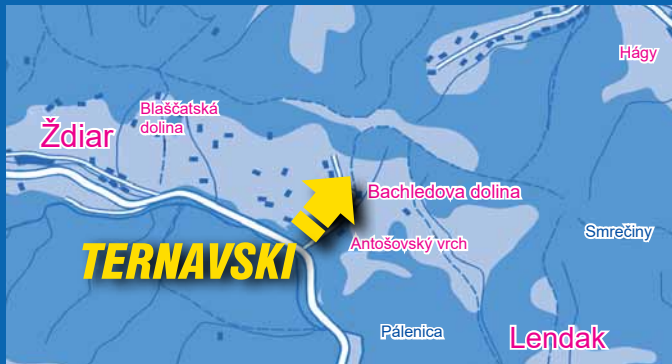 Hágy
Blaščatská
dolina
Ždiar
Bachledova dolina
Smrečiny
Antošovský vrch
TERNAVSKI
Pálenica
Lendak